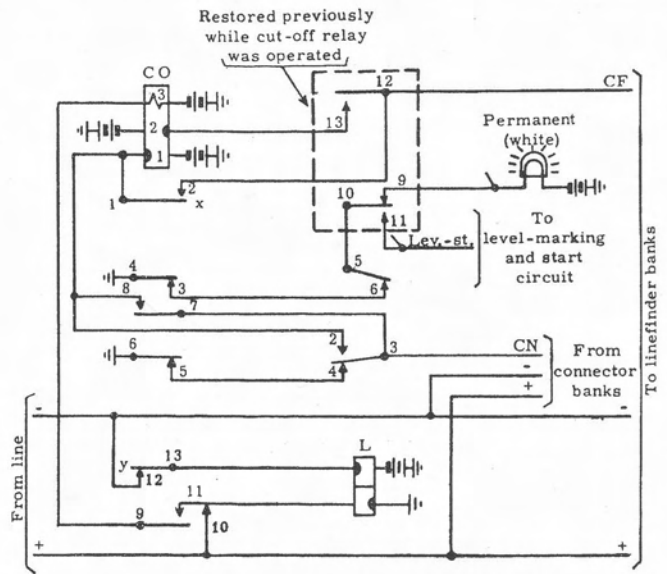 Restored previously
while cut-off relay
was operated
CO
3
2
1
12
13
CF
Permanent
(white)
2
1
x
10
9
11
Lev.-st.
To
level-marking
and start
circuit
5
4
3
6
8
7
2
3
6
5
4
CN
-
+
From
connector
banks
To linefinder banks
From line
-
-
y
13
12
L
11
9
10
+
+